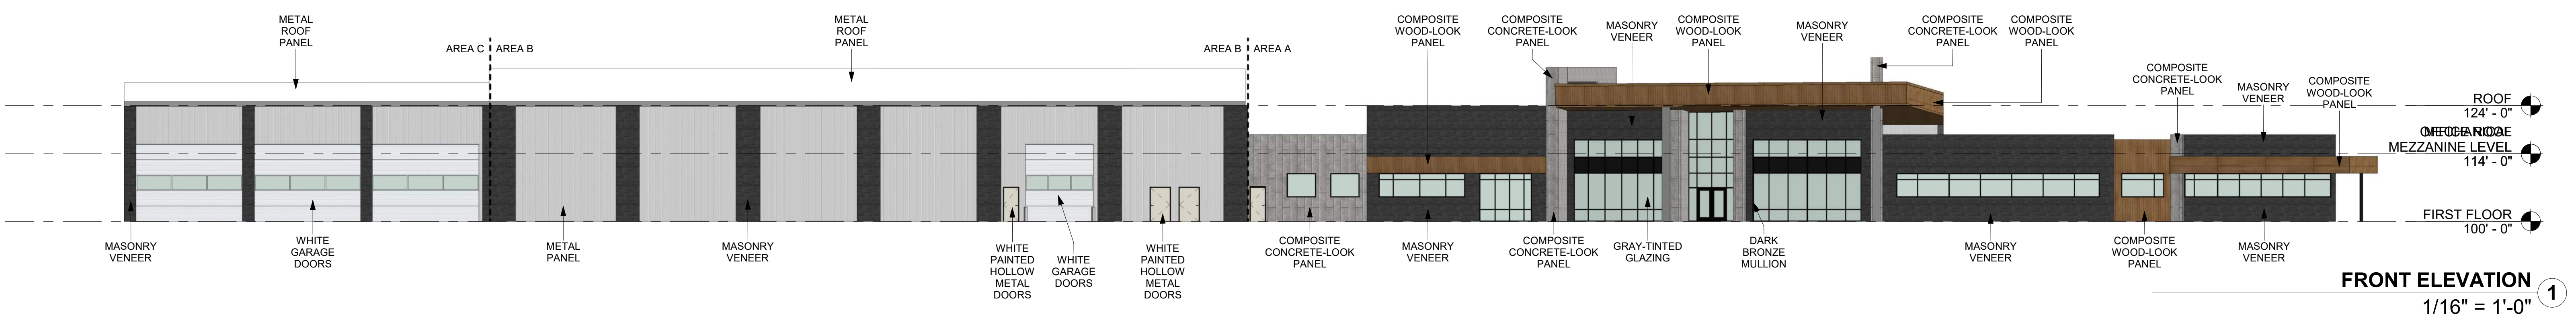 METAL
ROOF
PANEL
METAL
ROOF
PANEL
COMPOSITE
WOOD-LOOK
PANEL
COMPOSITE
CONCRETE-LOOK
PANEL
MASONRY
VENEER
COMPOSITE
WOOD-LOOK
PANEL
MASONRY
VENEER
COMPOSITE
CONCRETE-LOOK
PANEL
COMPOSITE
WOOD-LOOK
PANEL
AREA C
AREA B
AREA B
AREA A
COMPOSITE
CONCRETE-LOOK
PANEL
MASONRY
VENEER
COMPOSITE
WOOD-LOOK
PANEL
ROOF
124' - 0"
MEZZANINE LEVEL
114' - 0"
FIRST FLOOR
100' - 0"
MASONRY
VENEER
WHITE
GARAGE
DOORS
METAL
PANEL
MASONRY
VENEER
WHITE
PAINTED
HOLLOW
METAL
DOORS
WHITE
GARAGE
DOORS
WHITE
PAINTED
HOLLOW
METAL
DOORS
COMPOSITE
CONCRETE-LOOK
PANEL
MASONRY
VENEER
COMPOSITE
CONCRETE-LOOK
PANEL
GRAY-TINTED
GLAZING
DARK
BRONZE
MULLION
MASONRY
VENEER
COMPOSITE
WOOD-LOOK
PANEL
MASONRY
VENEER
FRONT ELEVATION
1
1/16" = 1'-0"